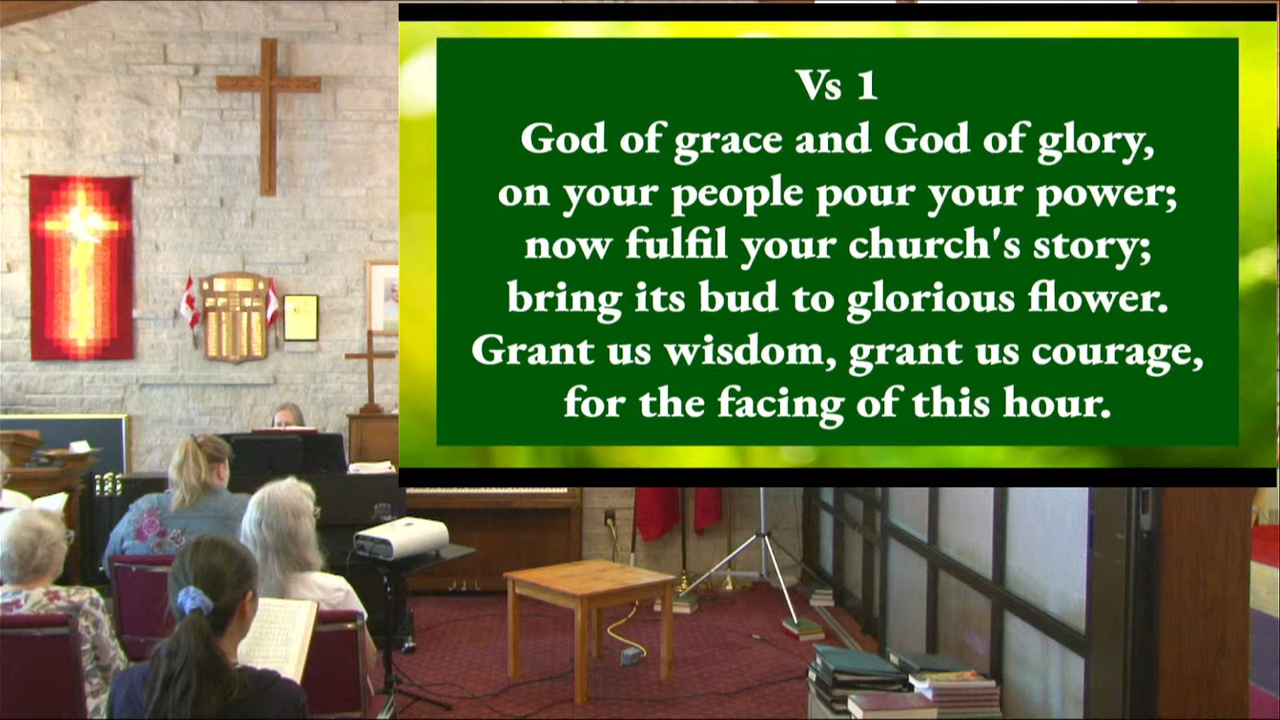 Vs 1
God of grace and God of glory,
on your people pour your power;
now fulfil your church's story;
bring its bud to glorious flower.
Grant us wisdom, grant us courage,
for the facing of this hour.